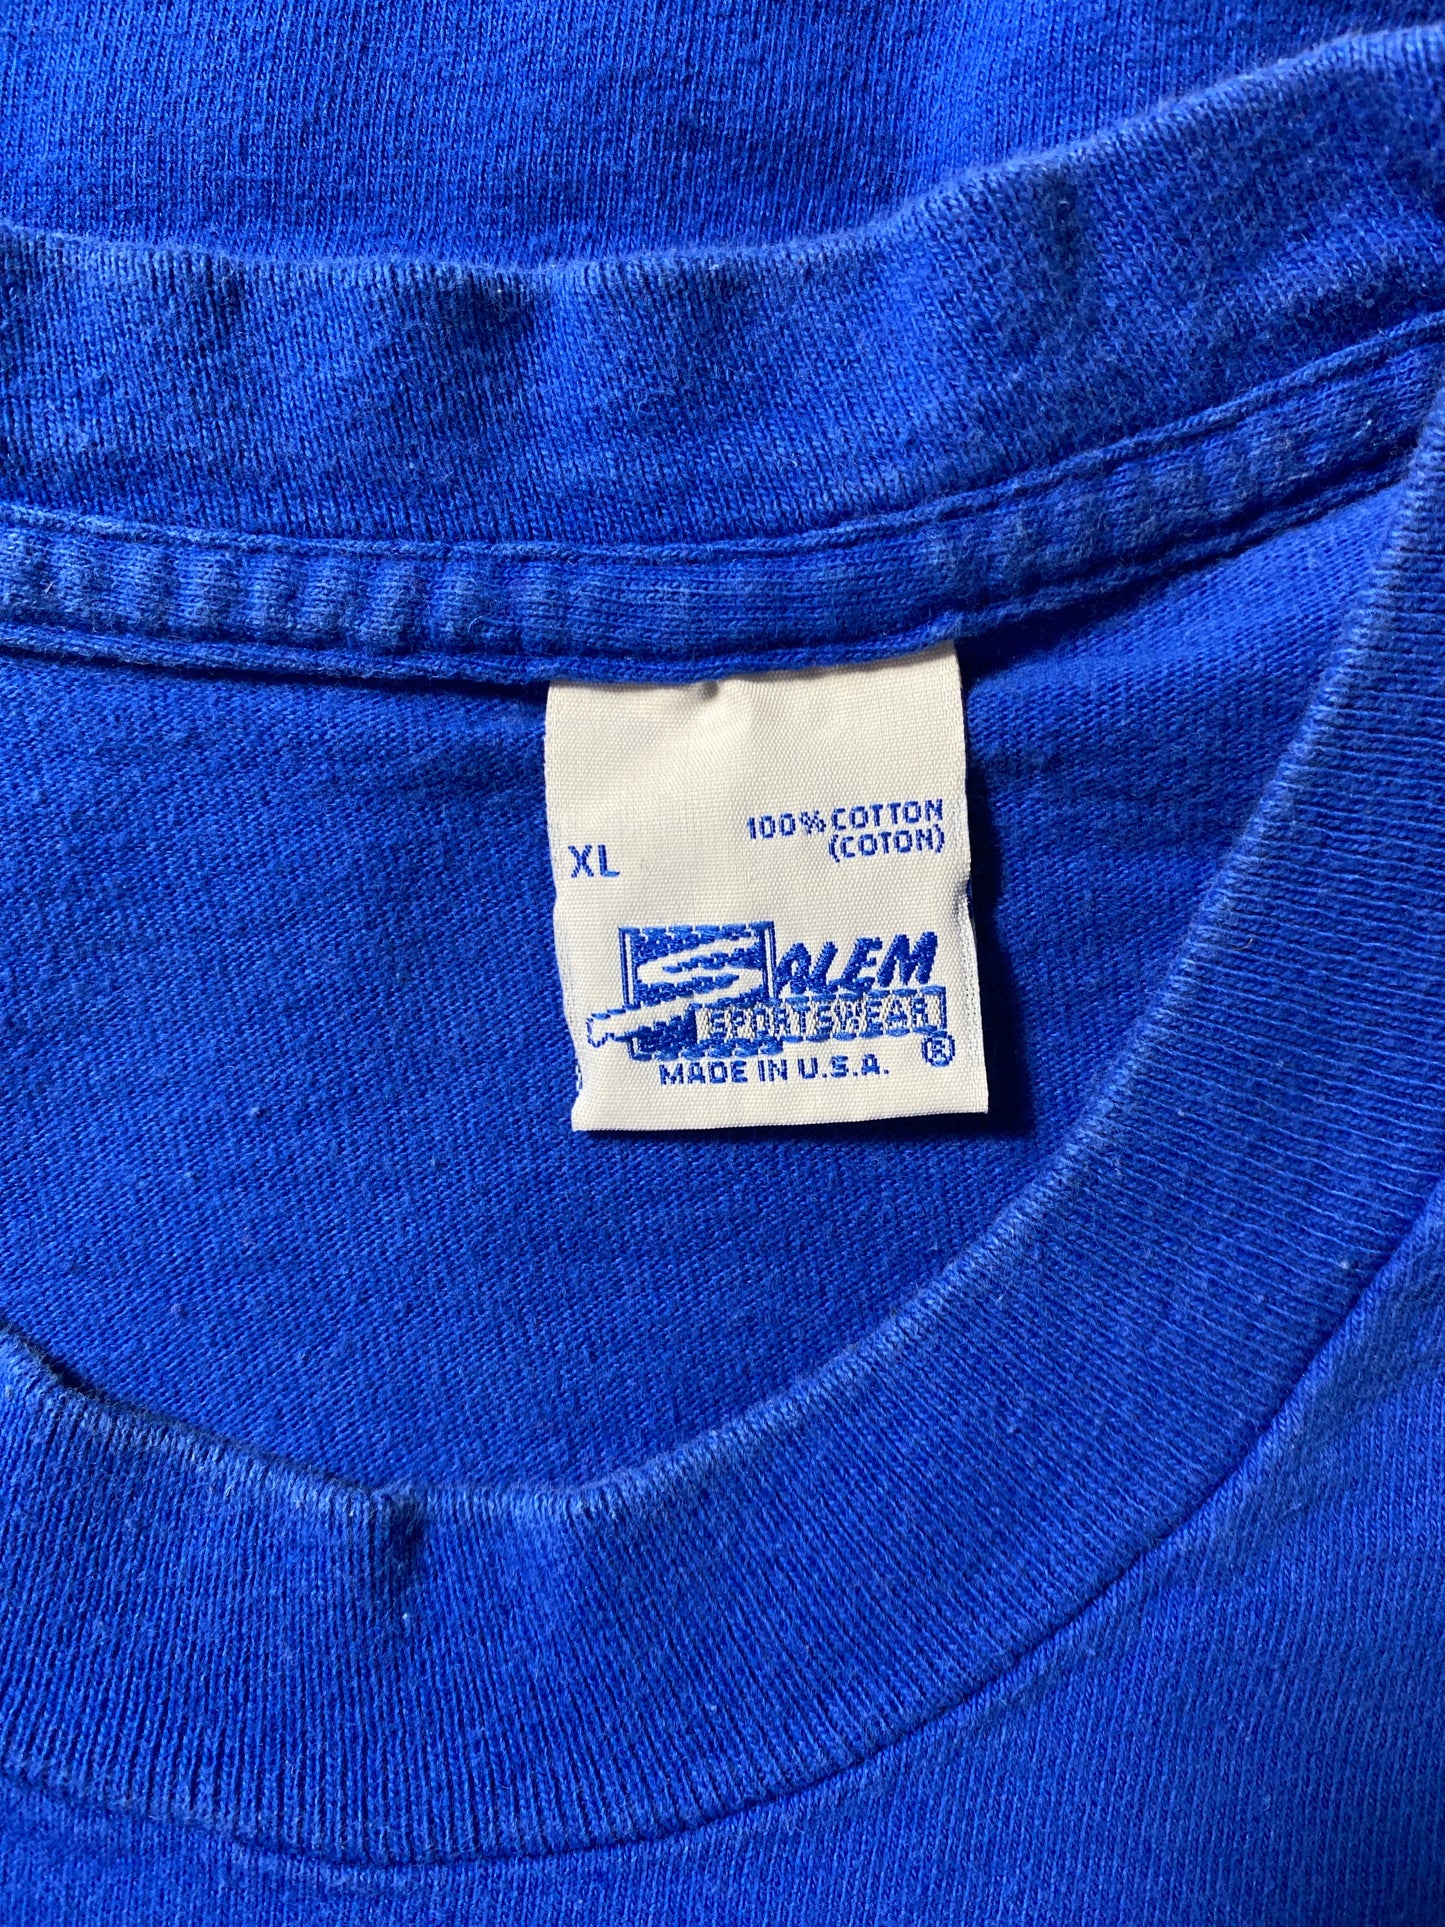 100% COTTON
(COTON)
XL
SALEM
SPORTSWEAR
®
MADE IN U.S.A.